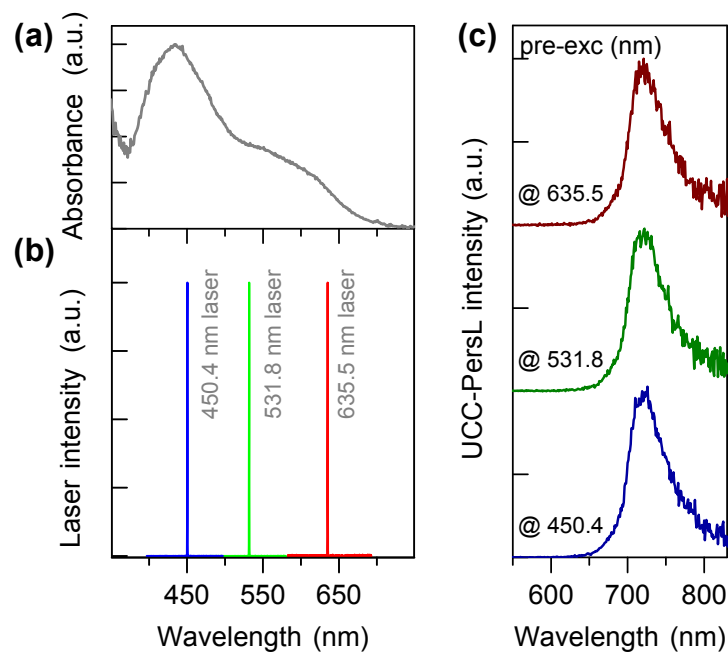 (a)
Absorbance (a.u.)
(b)
Laser intensity (a.u.)
450.4 nm laser
531.8 nm laser
635.5 nm laser
450 550 650
Wavelength (nm)
(c)
UCC-PersL intensity (a.u.)
pre-exc (nm)
@ 635.5
@ 531.8
@ 450.4
600 700 800
Wavelength (nm)